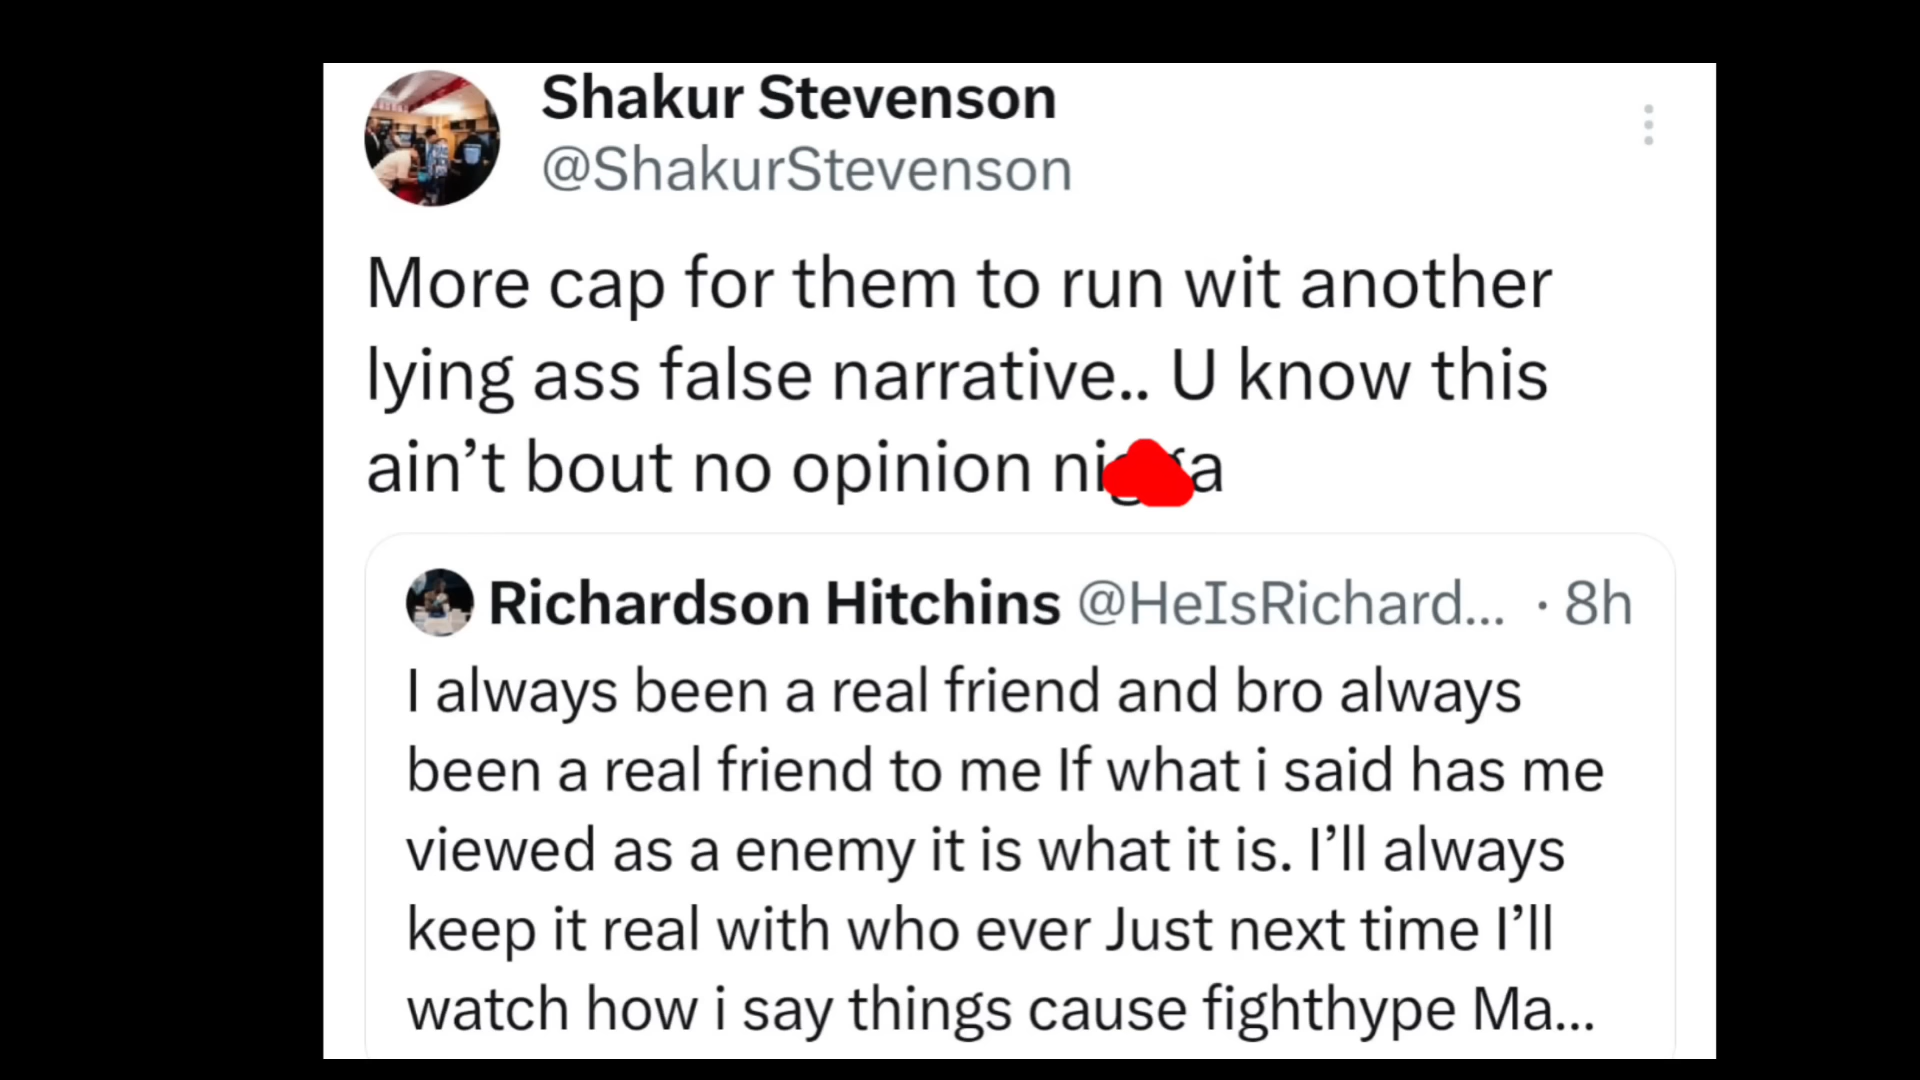 Shakur Stevenson
@ShakurStevenson
More cap for them to run wit another
lying ass false narrative.. U know this
ain’t bout no opinion
Richardson Hitchins @HeIsRichard... · 8h
I always been a real friend and bro always
been a real friend to me If what i said has me
viewed as a enemy it is what it is. I’ll always
keep it real with who ever Just next time I’ll
watch how i say things cause fighthype Ma...